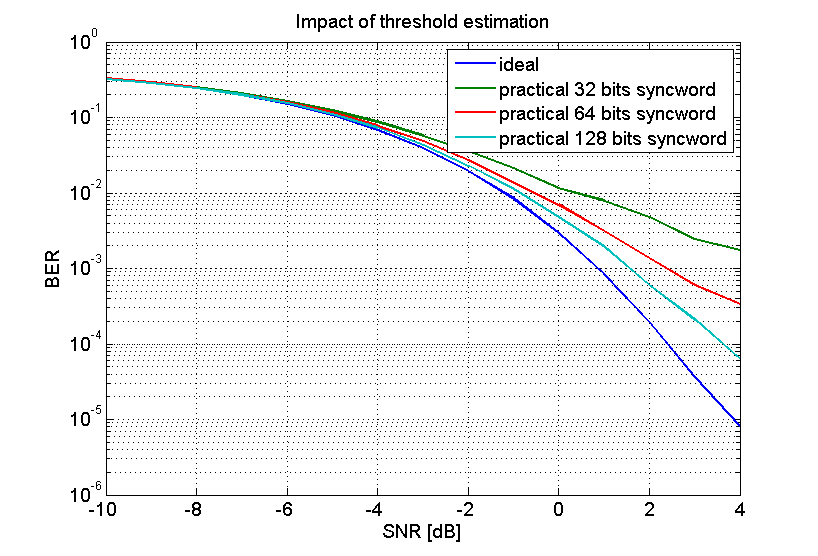 Impact of threshold estimation
10^0
ideal
practical 32 bits syncword
practical 64 bits syncword
practical 128 bits syncword
10^-1
10^-2
10^-3
BER
10^-4
10^-5
10^-6
-10 -8 -6 -4 -2 0 2 4
SNR [dB]